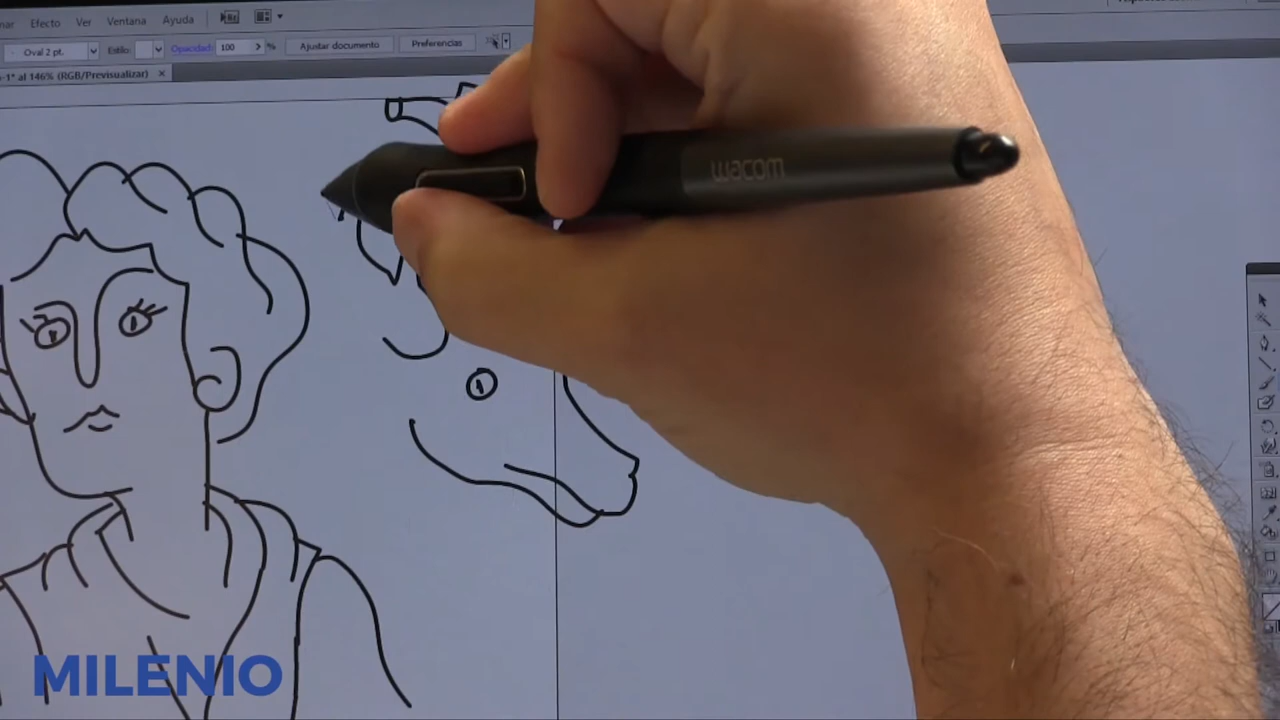 Efecto Ver Ventana Ayuda
Oval 2 pt. Estilo: Opacidad: 100 % Ajustar documento Preferencias
al 146% (RGB/Previsualizar) ×
wacom
MILENIO